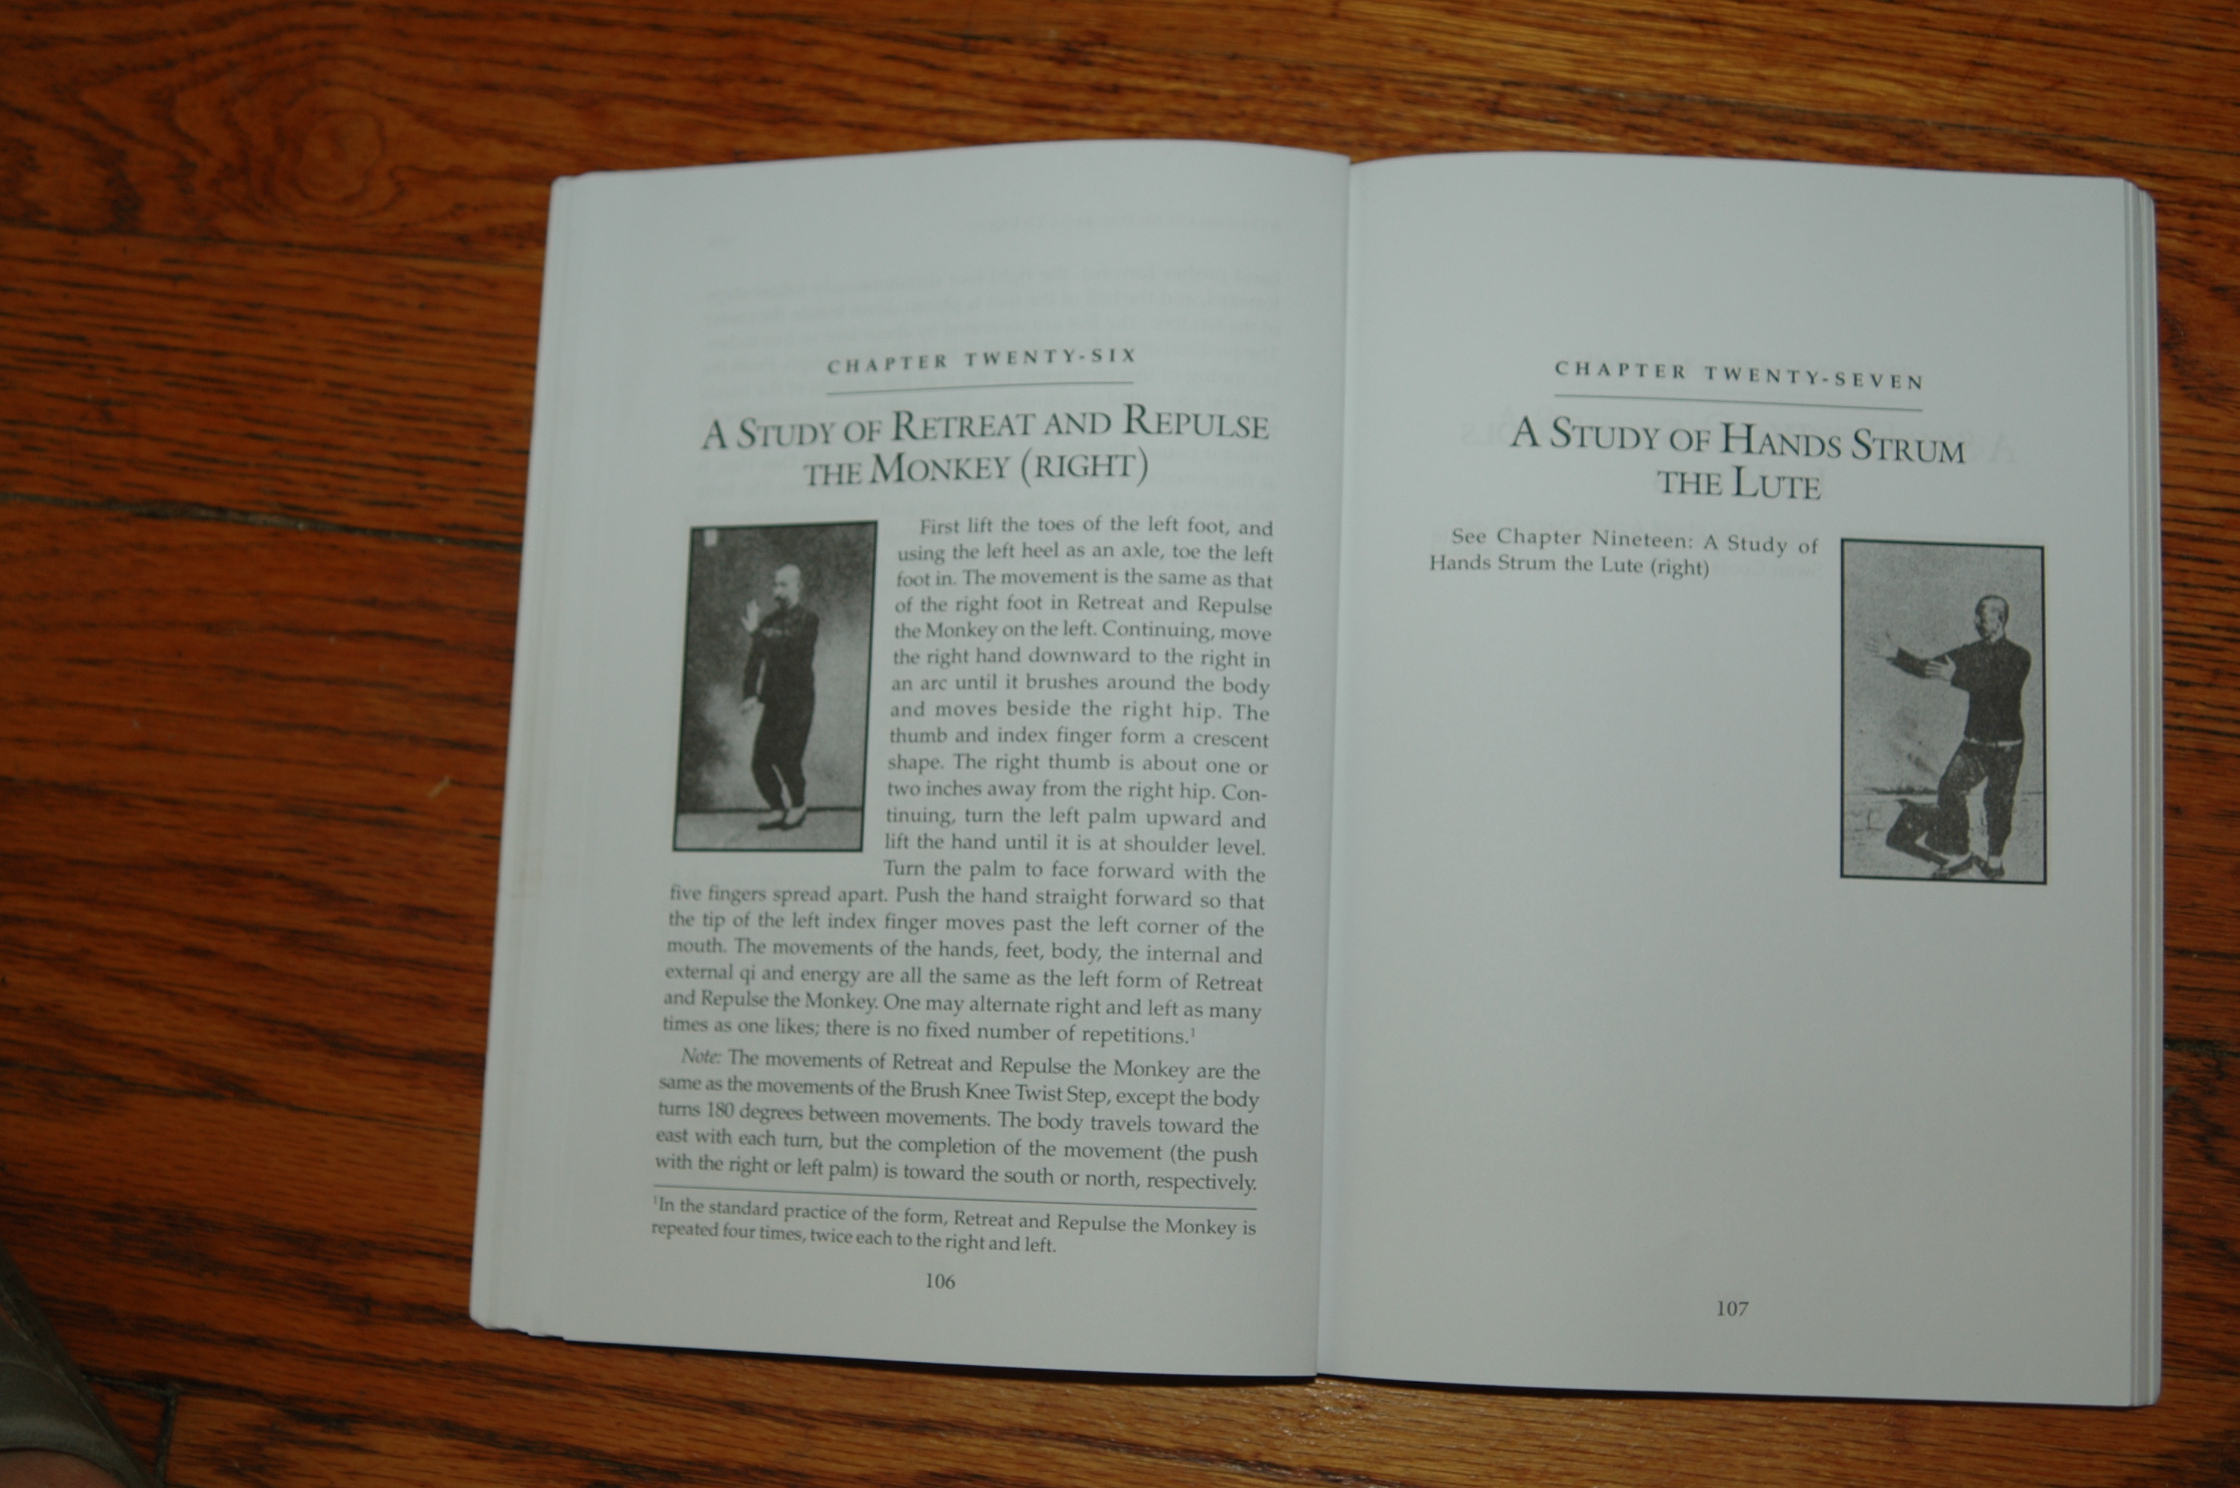 CHAPTER TWENTY-SIX
A STUDY OF RETREAT AND REPULSE
THE MONKEY (RIGHT)
First lift the toes of the left foot, and
using the left heel as an axle, toe the left
foot in. The movement is the same as that
of the right foot in Retreat and Repulse
the Monkey on the left. Continuing, move
the right hand downward to the right in
an arc until it brushes around the body
and moves beside the right hip. The
thumb and index finger form a crescent
shape. The right thumb is about one or
two inches away from the right hip. Con-
tinuing, turn the left palm upward and
lift the hand until it is at shoulder level.
Turn the palm to face forward with the
five fingers spread apart. Push the hand straight forward so that
the tip of the left index finger moves past the left corner of the
mouth. The movements of the hands, feet, body, the internal and
external qi and energy are all the same as the left form of Retreat
and Repulse the Monkey. One may alternate right and left as many
times as one likes; there is no fixed number of repetitions.¹
Note: The movements of Retreat and Repulse the Monkey are the
same as the movements of the Brush Knee Twist Step, except the body
turns 180 degrees between movements. The body travels toward the
east with each turn, but the completion of the movement (the push
with the right or left palm) is toward the south or north, respectively.
¹In the standard practice of the form, Retreat and Repulse the Monkey is
repeated four times, twice each to the right and left.
106
CHAPTER TWENTY-SEVEN
A STUDY OF HANDS STRUM
THE LUTE
See Chapter Nineteen: A Study of
Hands Strum the Lute (right)
107